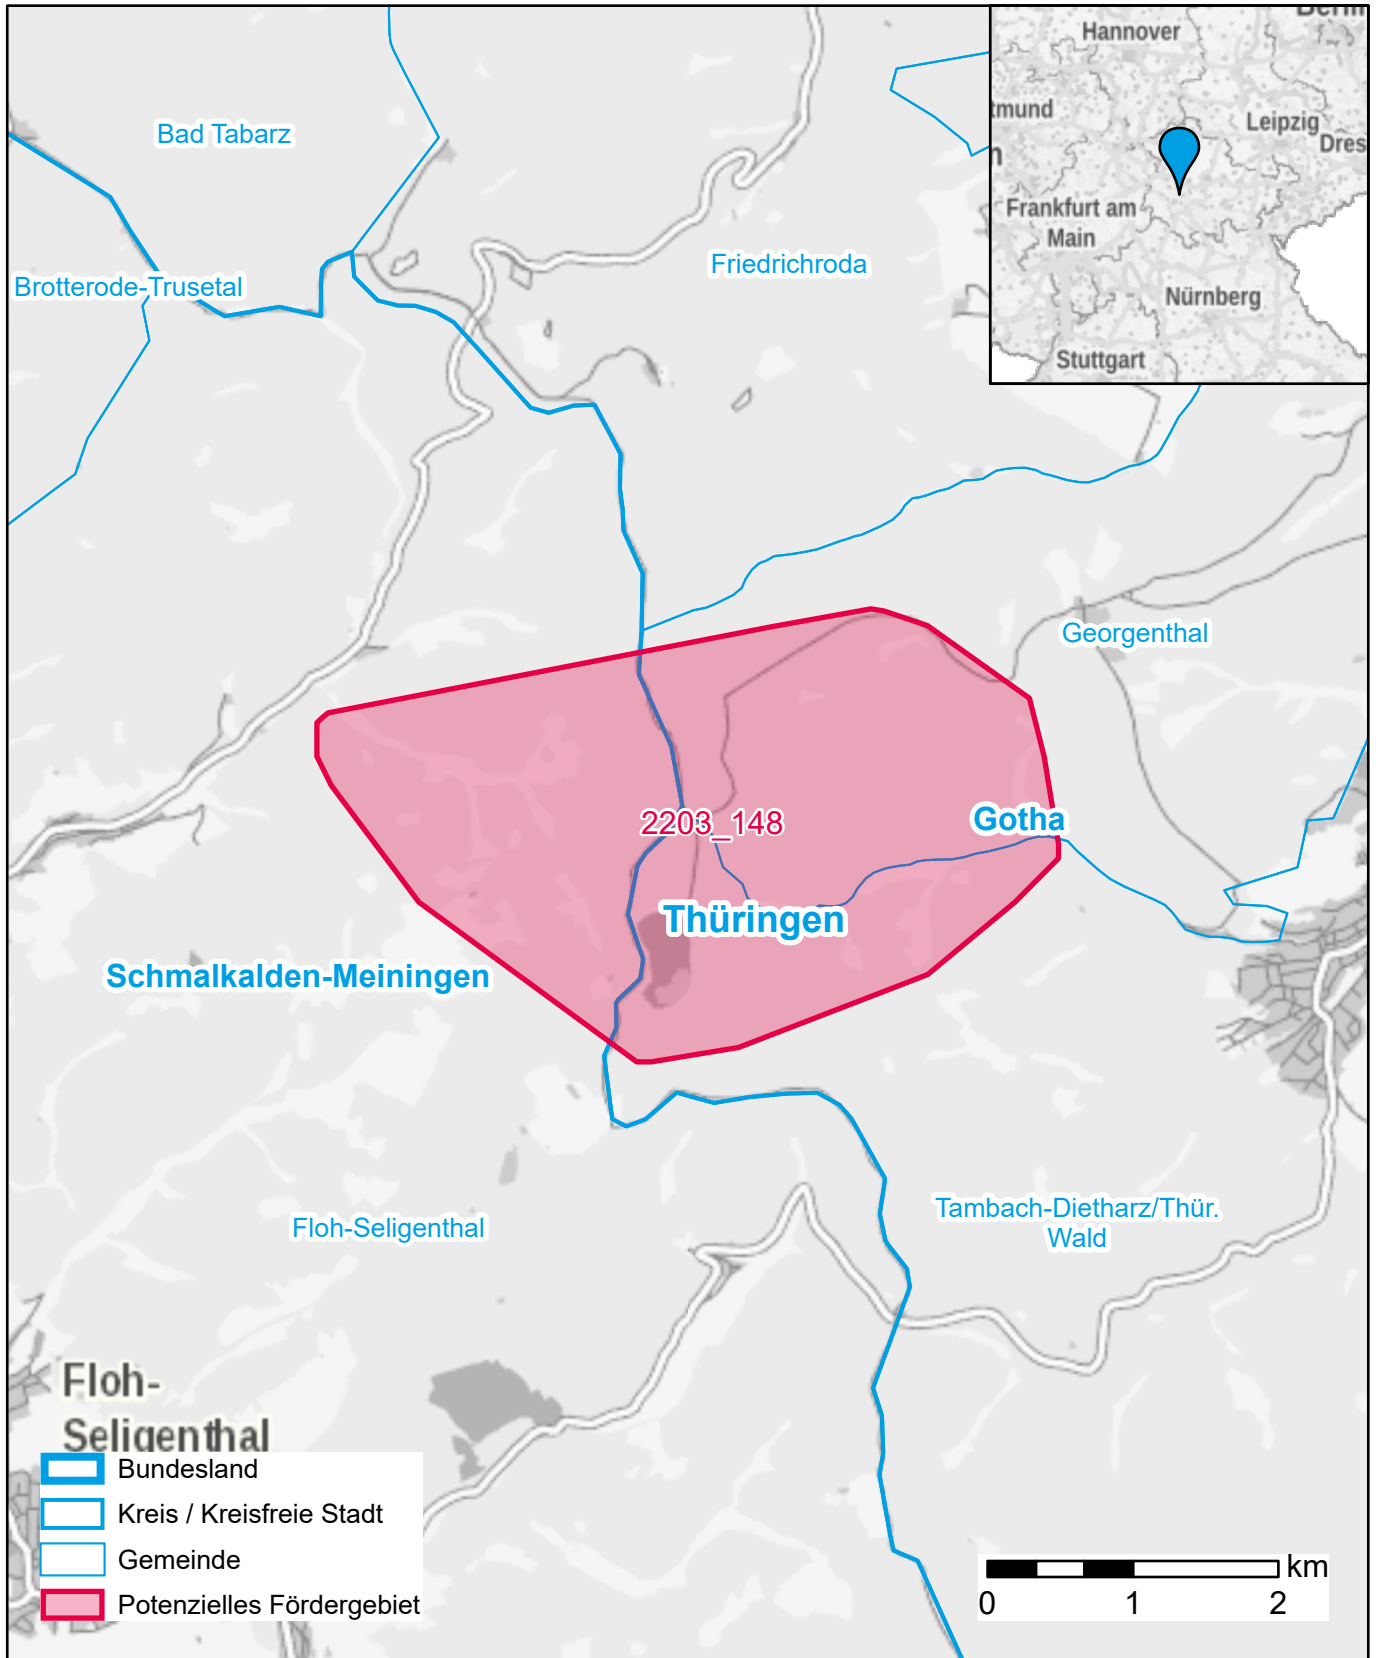 Berlin
Hannover
tmund
Leipzig
Dres
n
Frankfurt am
Main
Nürnberg
Stuttgart
Bad Tabarz
Friedrichroda
Brotterode-Trusetal
Georgenthal
2203_148
Gotha
Thüringen
Schmalkalden-Meiningen
Tambach-Dietharz/Thür.
Wald
Floh-Seligenthal
Floh-
Seligenthal
Bundesland
Kreis / Kreisfreie Stadt
Gemeinde
Potenzielles Fördergebiet
km
0 1 2